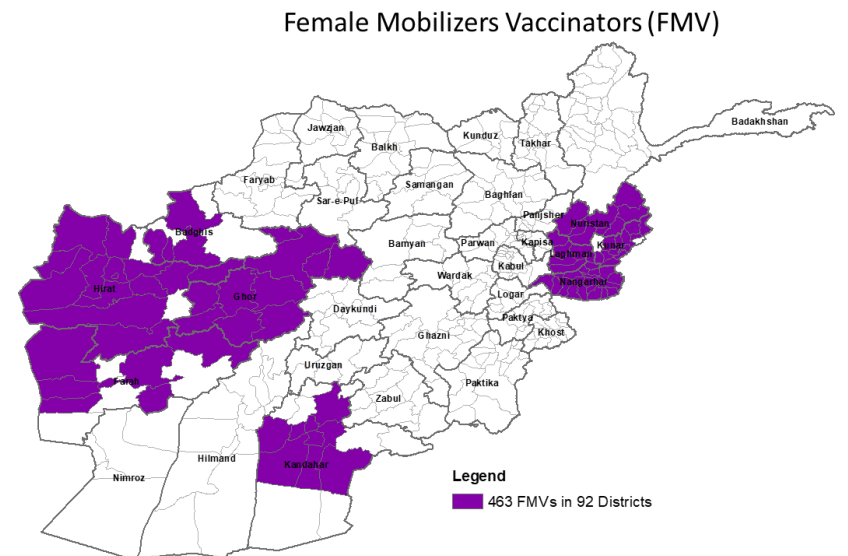 Female Mobilizers Vaccinators (FMV)
Badakhshan
Jawzjan
Kunduz
Takhar
Balkh
Faryab
Samangan
Baghlan
Sar-e-Pul
Panjsher
Nuristan
Badghis
Bamyan
Parwan
Kapisa
Kunar
Laghman
Kabul
Wardak
Nangarhar
Hirat
Ghor
Logar
Daykundi
Paktya
Ghazni
Khost
Uruzgan
Farah
Paktika
Zabul
Hilmand
Kandahar
Nimroz
Legend
463 FMVs in 92 Districts